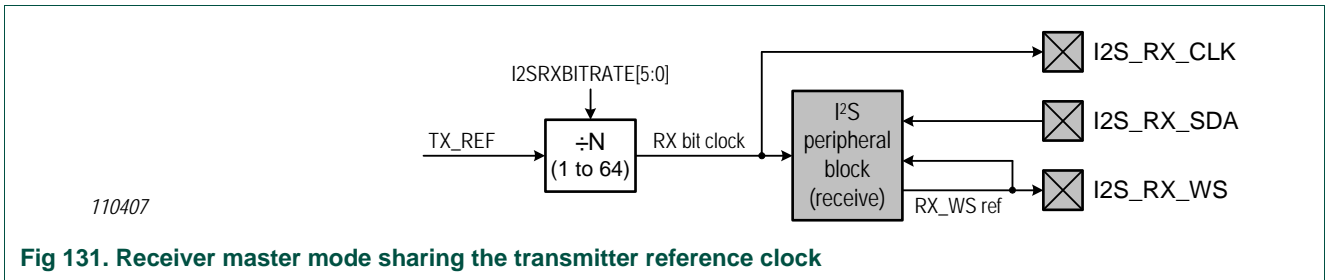 I2SRXBITRATE[5:0]
TX_REF
÷N
(1 to 64)
RX bit clock
I²S
peripheral
block
(receive)
RX_WS ref
I2S_RX_CLK
I2S_RX_SDA
I2S_RX_WS
110407
Fig 131. Receiver master mode sharing the transmitter reference clock